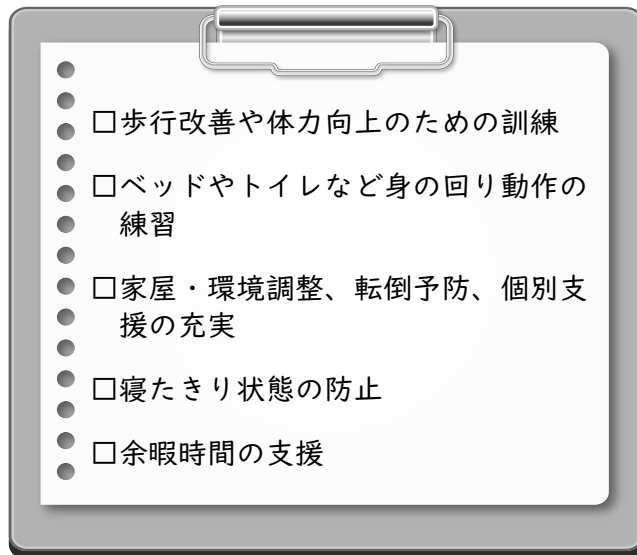 □歩行改善や体力向上のための訓練
□ベッドやトイレなど身の回り動作の
練習
□家屋・環境調整、転倒予防、個別支
援の充実
□寝たきり状態の防止
□余暇時間の支援